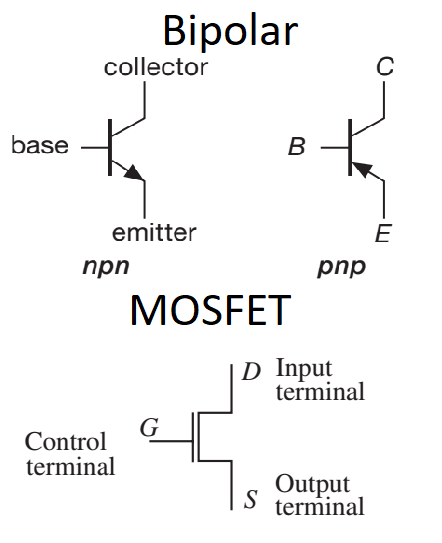 Bipolar
collector
base
emitter
npn
C
B
E
pnp
MOSFET
D Input
terminal
G
Control
terminal
S Output
terminal